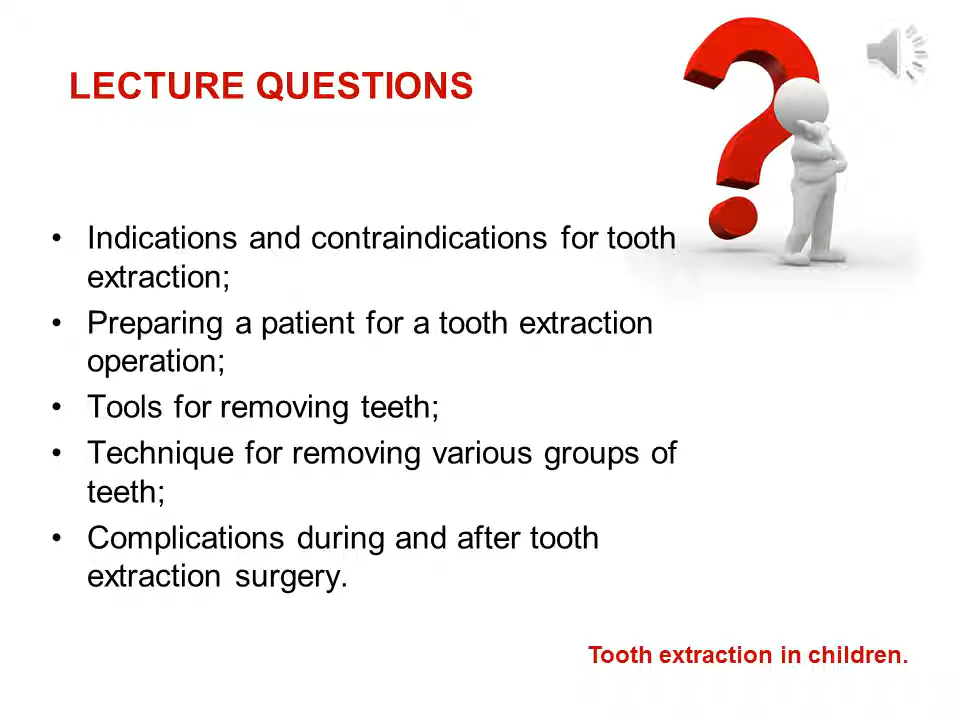 LECTURE QUESTIONS
• Indications and contraindications for tooth
extraction;
• Preparing a patient for a tooth extraction
operation;
• Tools for removing teeth;
• Technique for removing various groups of
teeth;
• Complications during and after tooth
extraction surgery.
Tooth extraction in children.